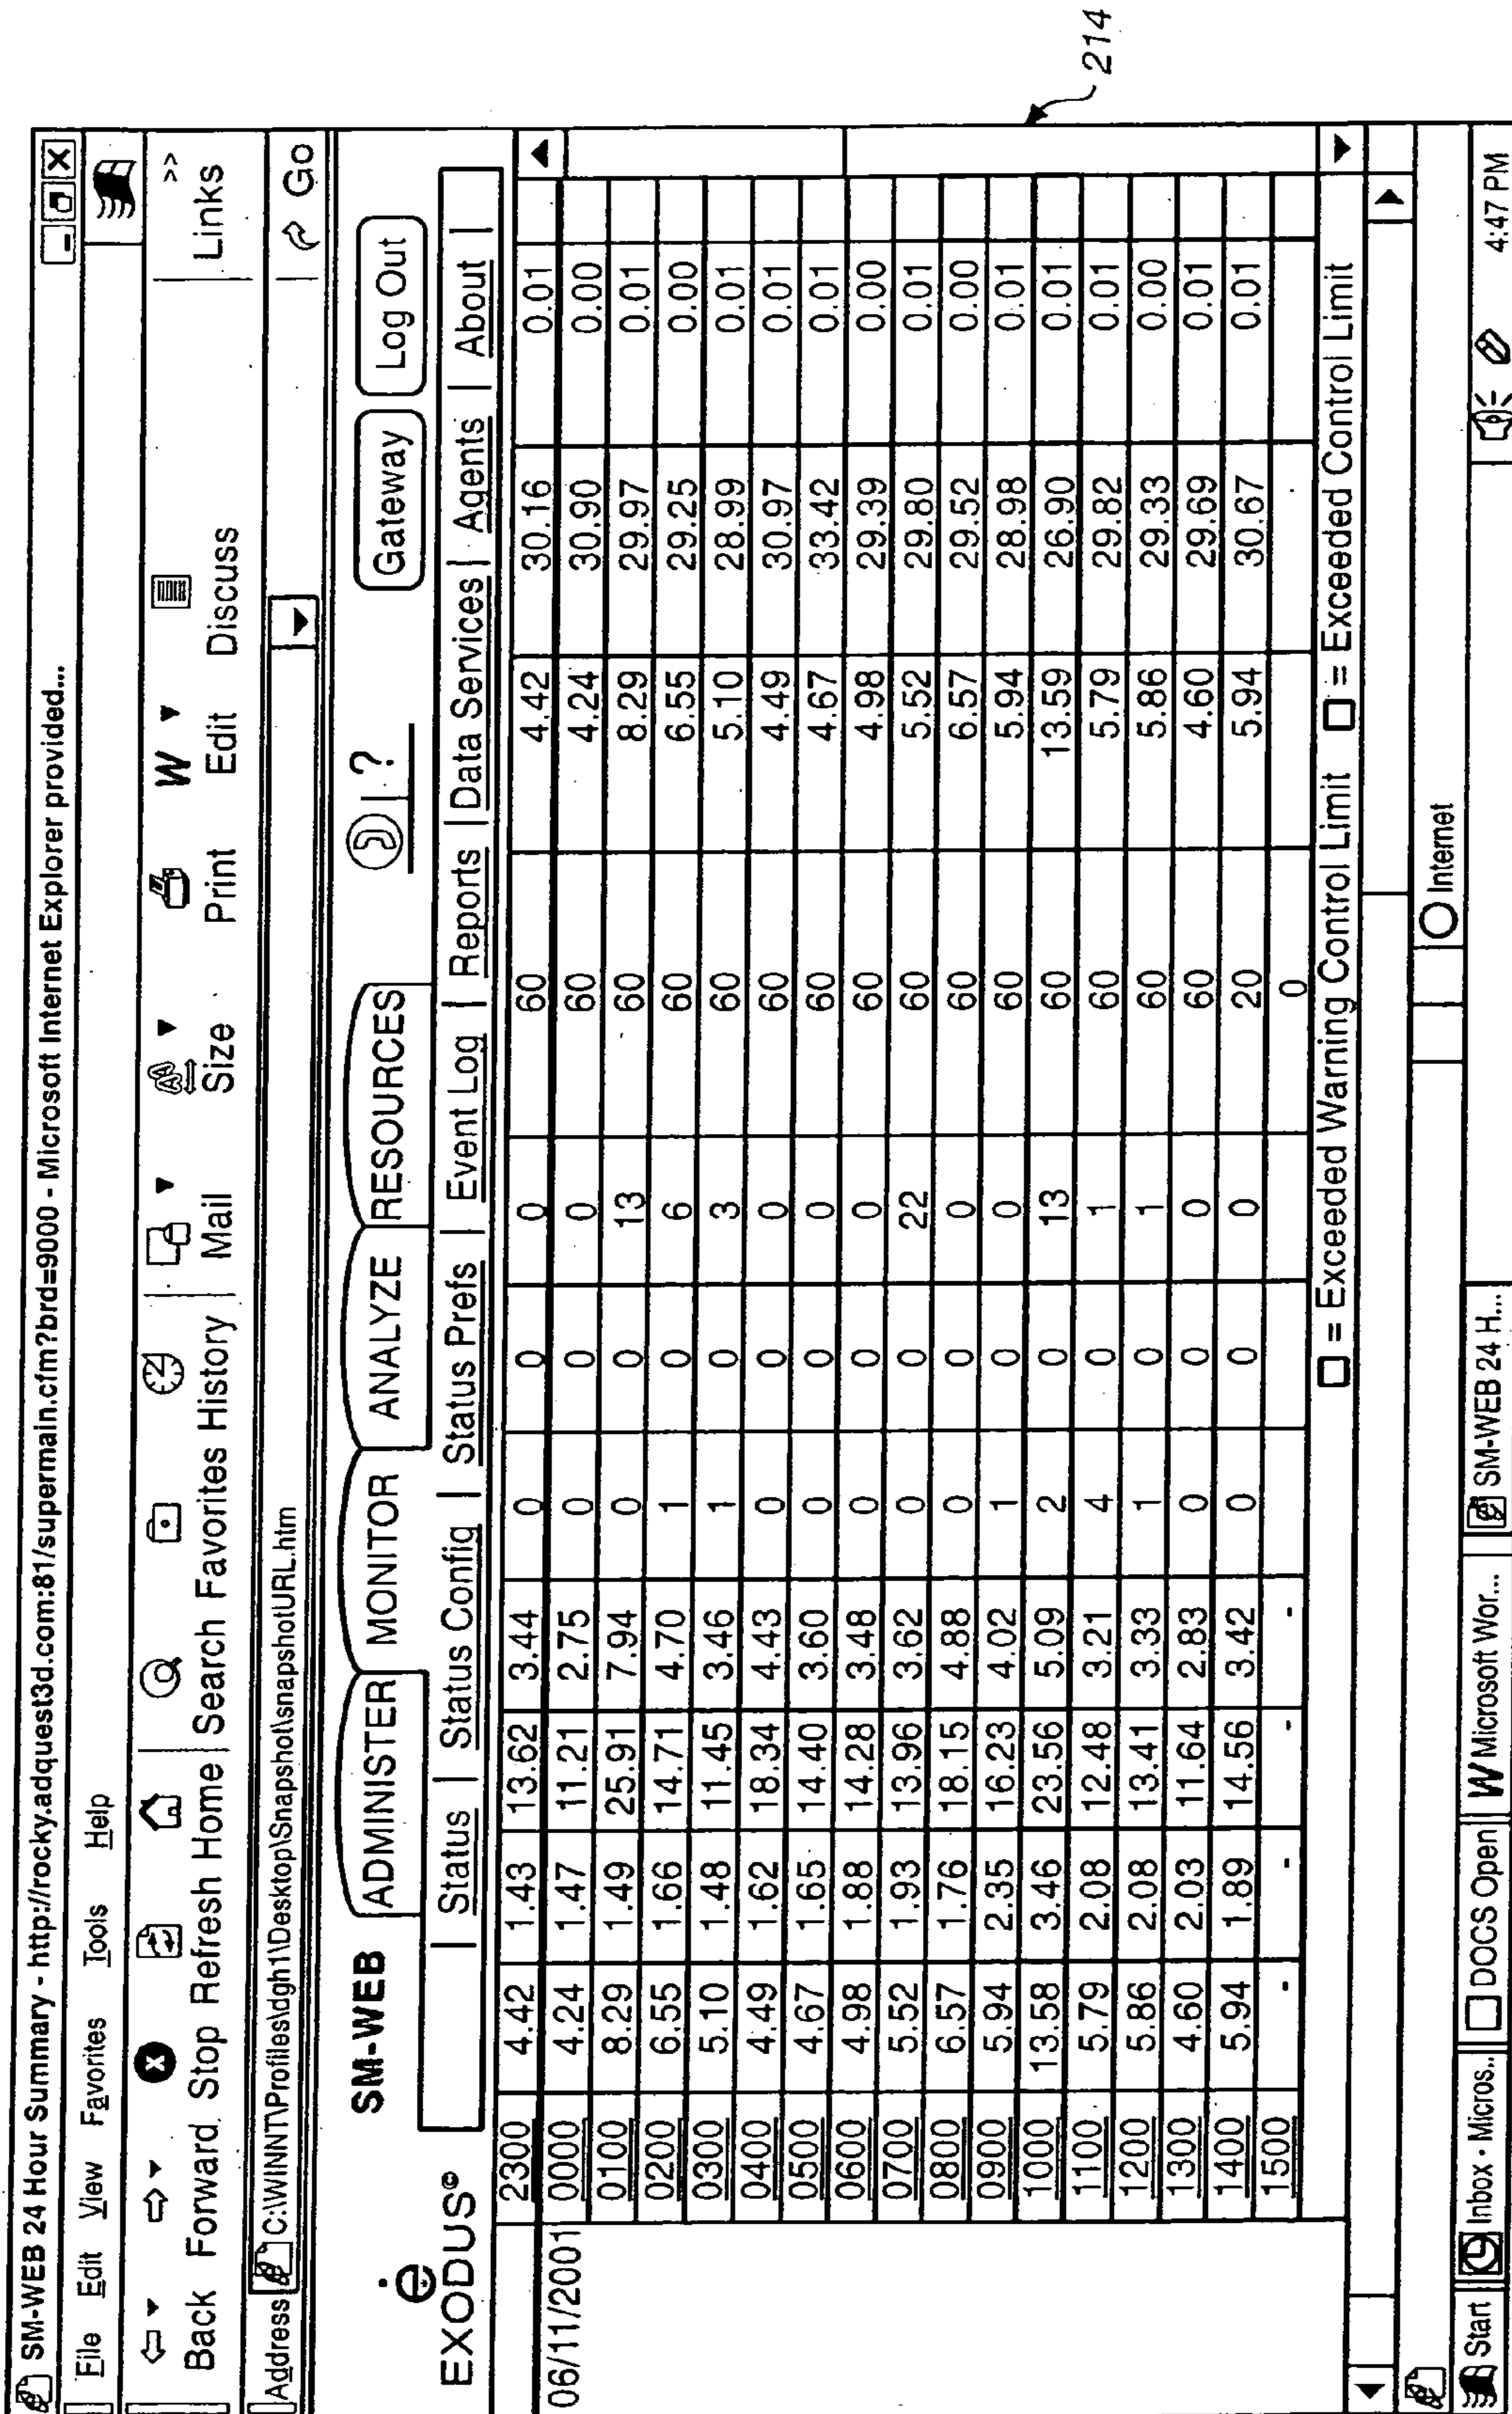 SM-WEB 24 Hour Summary - http://rocky.adquest3d.com:81/supermain.cfm?brd=9000 - Microsoft Internet Explorer provided...
File Edit View Favorites Tools Help
Back Forward Stop Refresh Home Search Favorites History Mail Size Print Edit Discuss Links >>
Address C:\WINNT\Profiles\dgh1\Desktop\Snapshot\snapshotURL.htm Go
e EXODUS© SM-WEB ADMINISTER MONITOR ANALYZE RESOURCES | ? Gateway Log Out
| Status | Status Config | Status Prefs | Event Log | Reports | Data Services | Agents | About |
2300 4.42 1.43 13.62 3.44 0 0 0 60 4.42 30.16 0.01
06/11/2001 0000 4.24 1.47 11.21 2.75 0 0 0 60 4.24 30.90 0.00
0100 8.29 1.49 25.91 7.94 0 0 13 60 8.29 29.97 0.01
0200 6.55 1.66 14.71 4.70 1 0 6 60 6.55 29.25 0.00
0300 5.10 1.48 11.45 3.46 1 0 3 60 5.10 28.99 0.01
0400 4.49 1.62 18.34 4.43 0 0 0 60 4.49 30.97 0.01
0500 4.67 1.65 14.40 3.60 0 0 0 60 4.67 33.42 0.01
0600 4.98 1.88 14.28 3.48 0 0 0 60 4.98 29.39 0.00
0700 5.52 1.93 13.96 3.62 0 0 22 60 5.52 29.80 0.01
0800 6.57 1.76 18.15 4.88 0 0 0 60 6.57 29.52 0.00
0900 5.94 2.35 16.23 4.02 1 0 0 60 5.94 28.98 0.01
1000 13.58 3.46 23.56 5.09 2 0 13 60 13.59 26.90 0.01
1100 5.79 2.08 12.48 3.21 4 0 1 60 5.79 29.82 0.01
1200 5.86 2.08 13.41 3.33 1 0 1 60 5.86 29.33 0.00
1300 4.60 2.03 11.64 2.83 0 0 0 60 4.60 29.69 0.01
1400 5.94 1.89 14.56 3.42 0 0 0 20 5.94 30.67 0.01
1500 - - - - 0 -
= Exceeded Warning Control Limit = Exceeded Control Limit
Internet
Start Inbox - Micros.. DOCS Open W Microsoft Wor... SM-WEB 24 H... 4:47 PM
214